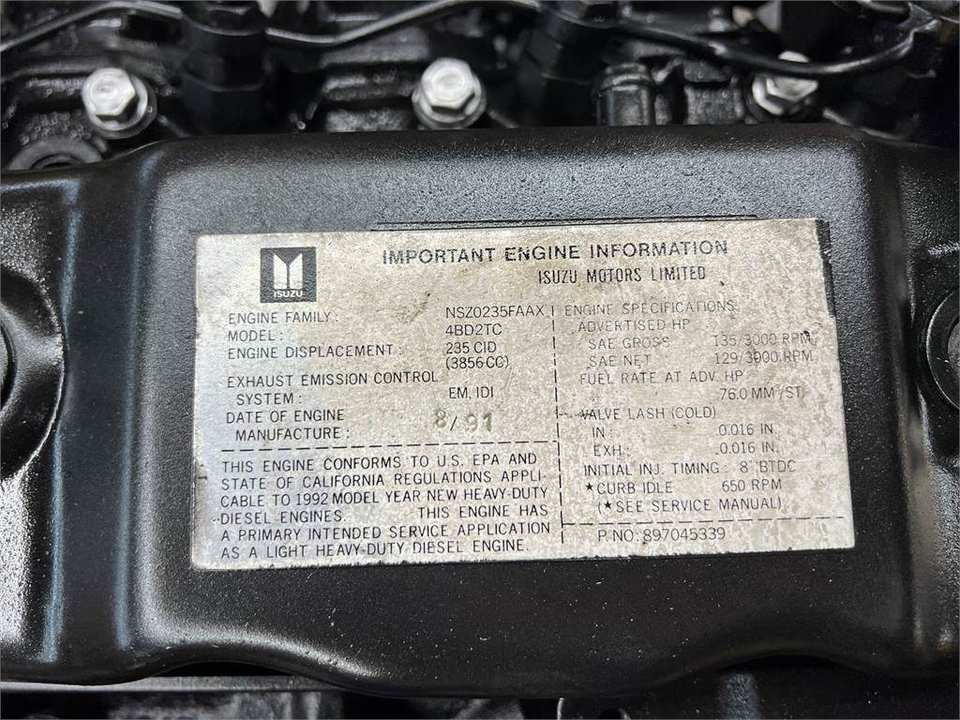 ISUZU
IMPORTANT ENGINE INFORMATION
ISUZU MOTORS LIMITED
ENGINE FAMILY: NSZ0235FAAX
MODEL: 4BD2TC
ENGINE DISPLACEMENT: 235 CID
(3856 CC)
EXHAUST EMISSION CONTROL
SYSTEM: EM, IDI
DATE OF ENGINE
MANUFACTURE: 8/91
THIS ENGINE CONFORMS TO U.S. EPA AND
STATE OF CALIFORNIA REGULATIONS APPLI-
CABLE TO 1992 MODEL YEAR NEW HEAVY-DUTY
DIESEL ENGINES. THIS ENGINE HAS
A PRIMARY INTENDED SERVICE APPLICATION
AS A LIGHT HEAVY-DUTY DIESEL ENGINE.
ENGINE SPECIFICATIONS
ADVERTISED HP
SAE GROSS 135/3000 RPM
SAE NET 129/3000 RPM
FUEL RATE AT ADV. HP
76.0 MM³/ST
VALVE LASH (COLD)
IN: 0.016 IN.
EXH: 0.016 IN.
INITIAL INJ. TIMING: 8° BTDC
★CURB IDLE 650 RPM
(★SEE SERVICE MANUAL)
P NO: 897045339